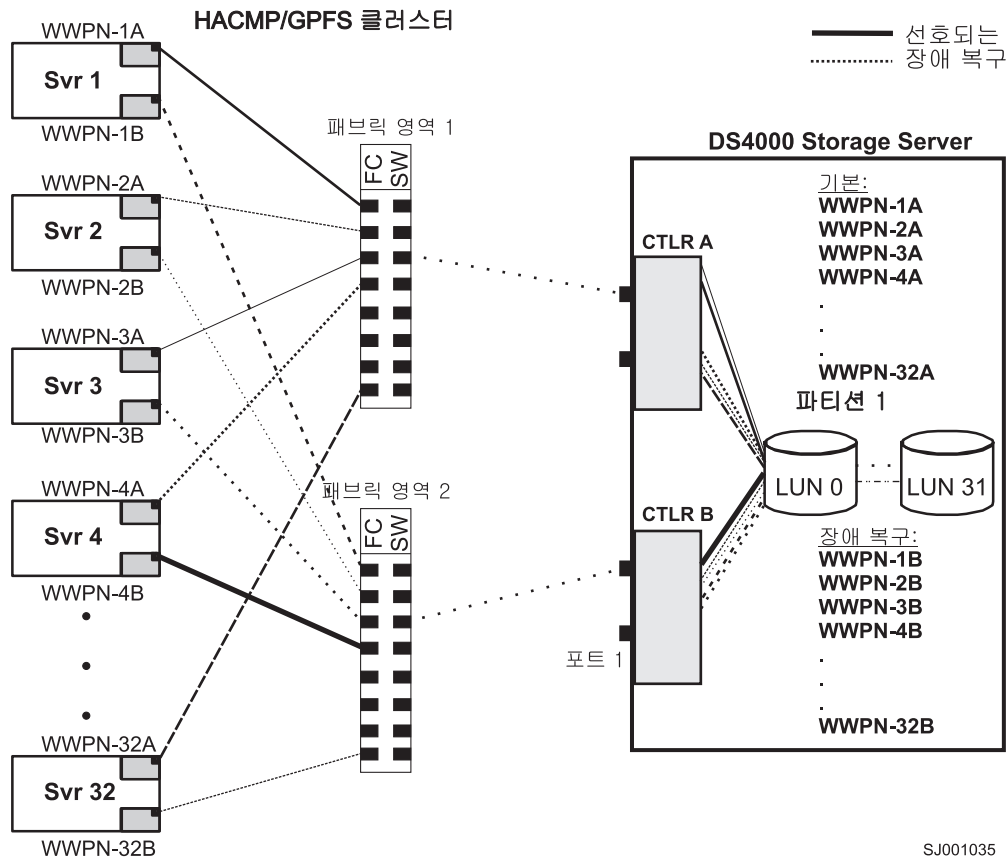 HACMP/GPFS 클러스터
선호되는
장애 복구
WWPN-1A
Svr 1
WWPN-1B
WWPN-2A
Svr 2
WWPN-2B
WWPN-3A
Svr 3
WWPN-3B
WWPN-4A
Svr 4
WWPN-4B
WWPN-32A
Svr 32
WWPN-32B
패브릭 영역 1
FC SW
패브릭 영역 2
FC SW
DS4000 Storage Server
CTLR A
기본:
WWPN-1A
WWPN-2A
WWPN-3A
WWPN-4A
.
.
.
WWPN-32A
파티션 1
LUN 0
LUN 31
CTLR B
포트 1
장애 복구:
WWPN-1B
WWPN-2B
WWPN-3B
WWPN-4B
.
.
.
WWPN-32B
SJ001035